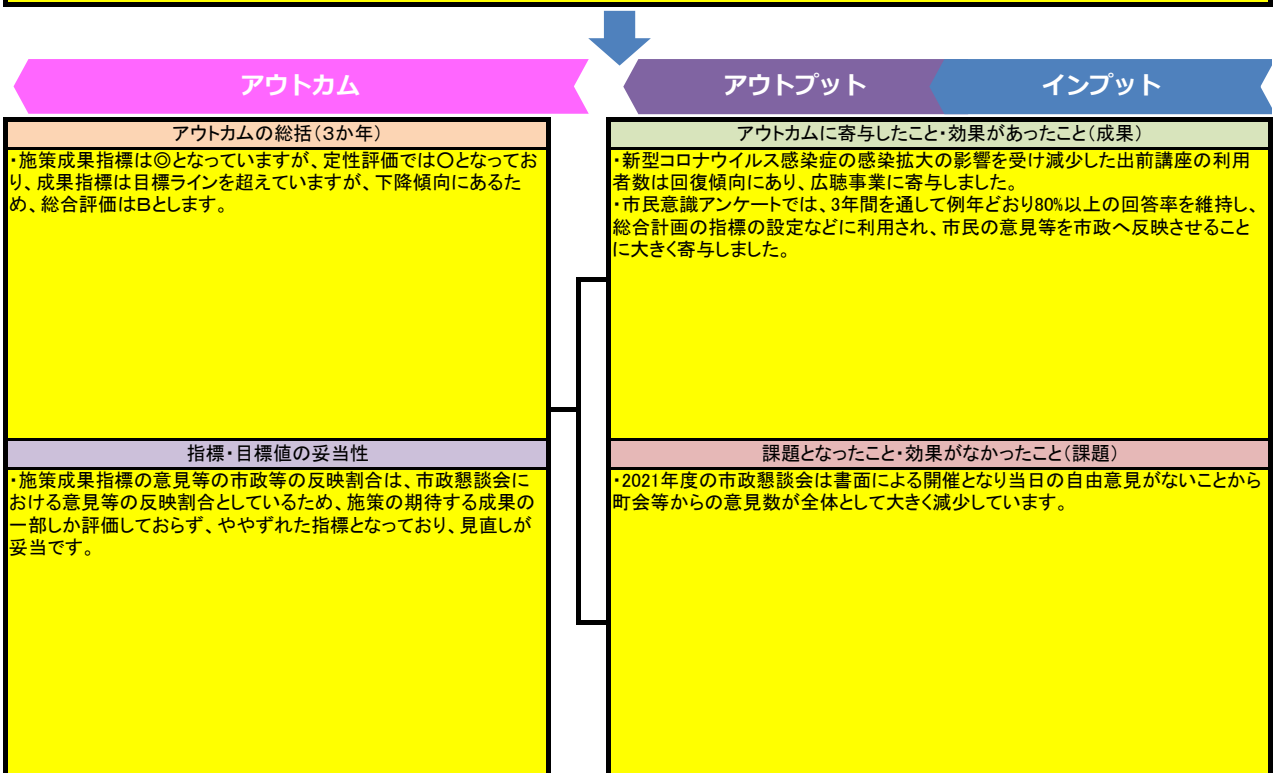 アウトカム
アウトプット
インプット
アウトカムの総括(3か年)
・施策成果指標は◎となっていますが、定性評価では〇となってお
り、成果指標は目標ラインを超えていますが、下降傾向にあるた
め、総合評価はBとします。
アウトカムに寄与したこと・効果があったこと(成果)
・新型コロナウイルス感染症の感染拡大の影響を受け減少した出前講座の利用
者数は回復傾向にあり、広聴事業に寄与しました。
・市民意識アンケートでは、3年間を通して例年どおり80%以上の回答率を維持し、
総合計画の指標の設定などに利用され、市民の意見等を市政へ反映させること
に大きく寄与しました。
指標・目標値の妥当性
・施策成果指標の意見等の市政等の反映割合は、市政懇談会に
おける意見等の反映割合としているため、施策の期待する成果の
一部しか評価しておらず、ややずれた指標となっており、見直しが
妥当です。
課題となったこと・効果がなかったこと(課題)
・2021年度の市政懇談会は書面による開催となり当日の自由意見がないことから
町会等からの意見数が全体として大きく減少しています。